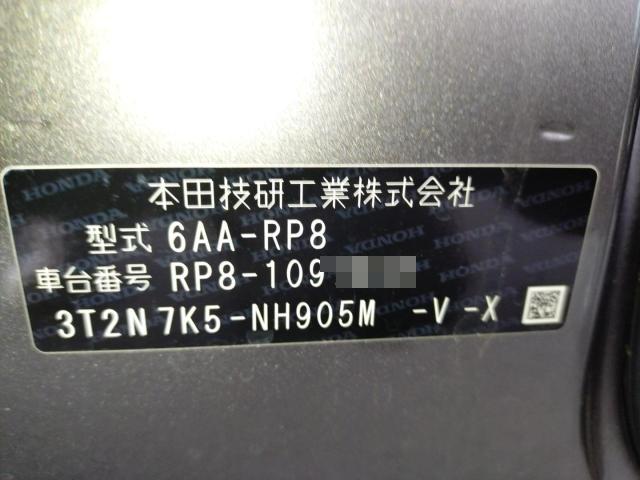 本田技研工業株式会社
型式 6AA-RP8
車台番号 RP8-109
3T2N 7K5-NH905M -V -X